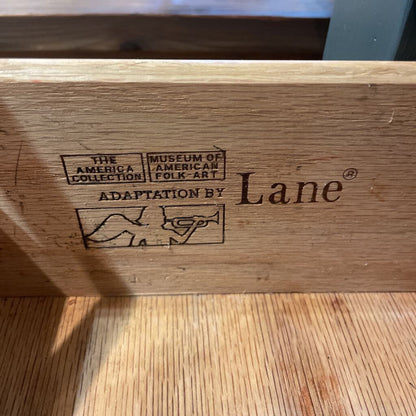 THE
AMERICA
COLLECTION
MUSEUM OF
AMERICAN
FOLK-ART
ADAPTATION BY
Lane®